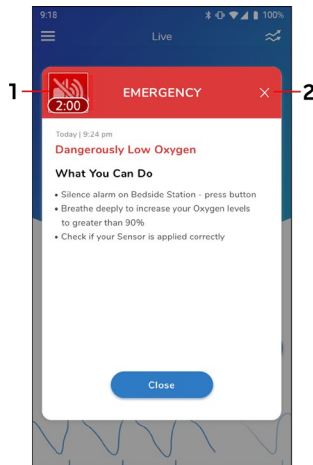 9:18
100%
Live
1
2:00
EMERGENCY
2
Today | 9:24 pm
Dangerously Low Oxygen
What You Can Do
• Silence alarm on Bedside Station - press button
• Breathe deeply to increase your Oxygen levels
to greater than 90%
• Check if your Sensor is applied correctly
Close